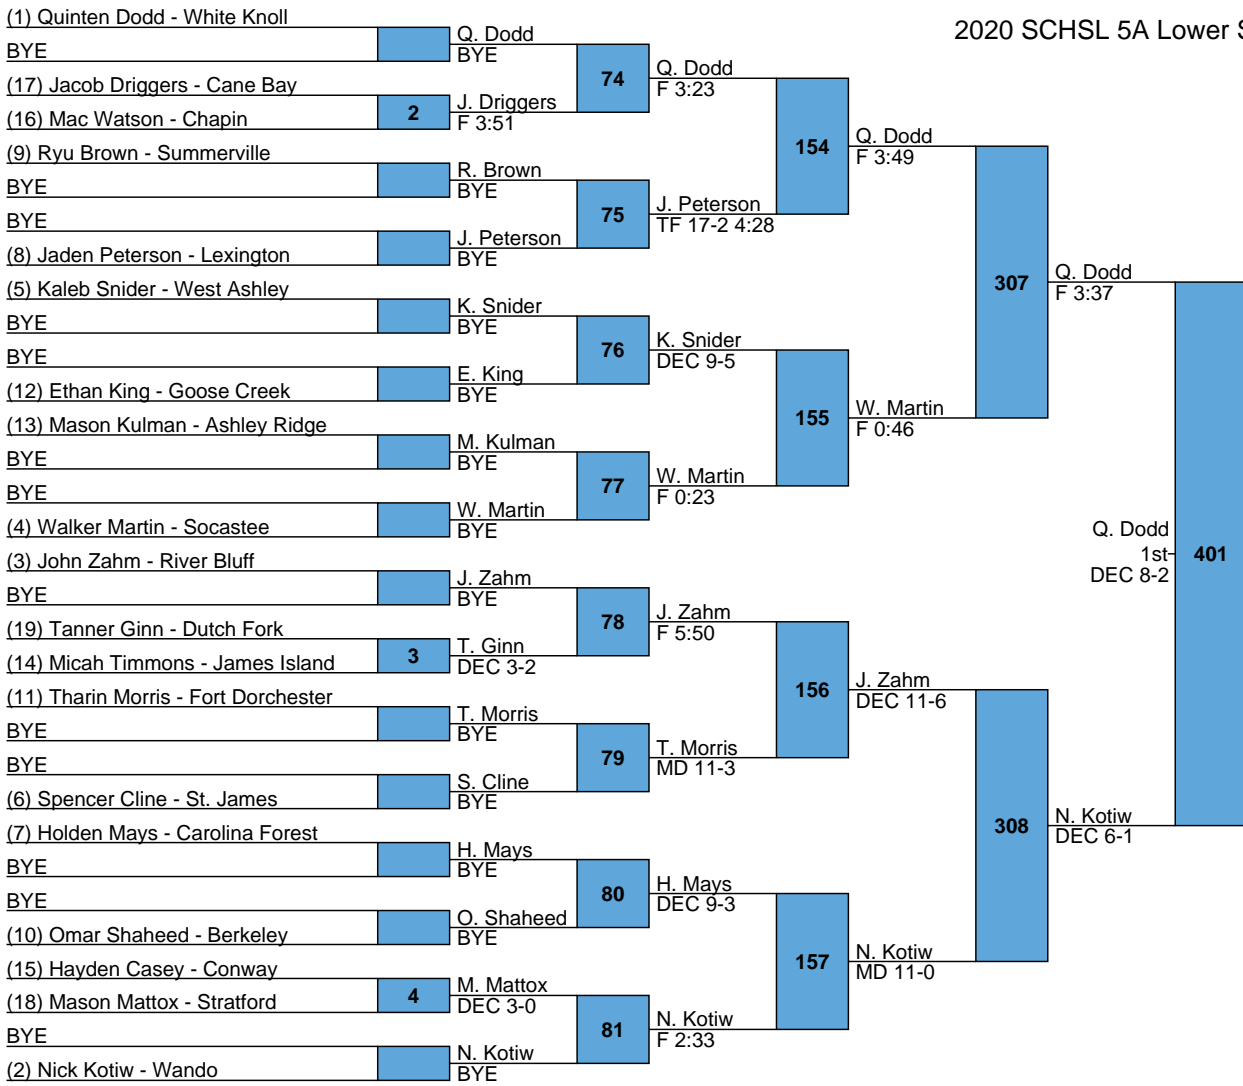 (1) Quinten Dodd - White Knoll
BYE
(17) Jacob Driggers - Cane Bay
(16) Mac Watson - Chapin
(9) Ryu Brown - Summerville
BYE
BYE
(8) Jaden Peterson - Lexington
(5) Kaleb Snider - West Ashley
BYE
BYE
(12) Ethan King - Goose Creek
(13) Mason Kulman - Ashley Ridge
BYE
BYE
(4) Walker Martin - Socastee
(3) John Zahm - River Bluff
BYE
(19) Tanner Ginn - Dutch Fork
(14) Micah Timmons - James Island
(11) Tharin Morris - Fort Dorchester
BYE
BYE
(6) Spencer Cline - St. James
(7) Holden Mays - Carolina Forest
BYE
BYE
(10) Omar Shaheed - Berkeley
(15) Hayden Casey - Conway
(18) Mason Mattox - Stratford
BYE
(2) Nick Kotiw - Wando
2
3
4
Q. Dodd
BYE
J. Driggers
F 3:51
R. Brown
BYE
J. Peterson
BYE
K. Snider
BYE
E. King
BYE
M. Kulman
BYE
W. Martin
BYE
J. Zahm
BYE
T. Ginn
DEC 3-2
T. Morris
BYE
S. Cline
BYE
H. Mays
BYE
O. Shaheed
BYE
M. Mattox
DEC 3-0
N. Kotiw
BYE
74
75
76
77
78
79
80
81
Q. Dodd
F 3:23
J. Peterson
TF 17-2 4:28
K. Snider
DEC 9-5
W. Martin
F 0:23
J. Zahm
F 5:50
T. Morris
MD 11-3
H. Mays
DEC 9-3
N. Kotiw
F 2:33
154
155
156
157
Q. Dodd
F 3:49
W. Martin
F 0:46
J. Zahm
DEC 11-6
N. Kotiw
MD 11-0
307
308
2020 SCHSL 5A Lower S
Q. Dodd
F 3:37
N. Kotiw
DEC 6-1
Q. Dodd
1st
DEC 8-2
401